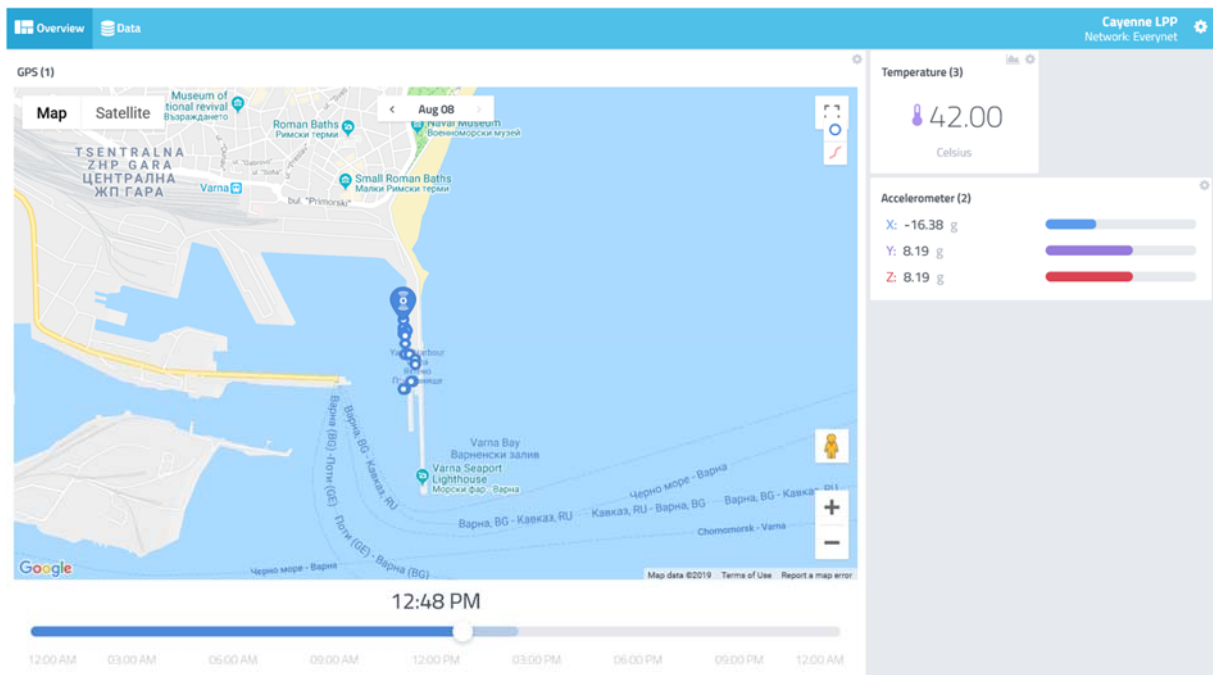 Overview
Data
Cayenne LPP
Network: Everynet
GPS (1)
Map
Satellite
Museum of
tional revival
Възраждането
Aug 08
Roman Baths
Римски терми
Naval Museum
Военноморски музей
TSENTRALNA
ZHP GARA
ЦЕНТРАЛНА
ЖП ГАРА
Varna
Small Roman Baths
Малки Римски терми
bul. "Primorski"
Varna Bay
Варненски залив
Varna Seaport
Lighthouse
Морски фар - Варна
Варна (BG) -Поти (GE)
Варна, BG - Кавказ, RU
Поти (GE) - Варна (BG)
Черно море - Варна
Варна, BG - Кавказ, RU
Кавказ, RU - Варна, BG
Варна, BG - Кавказ, RU
Chornomorsk - Varna
Черно море - Варна
Google
Map data ©2019
Terms of Use
Report a map error
12:48 PM
12:00 AM
03:00 AM
06:00 AM
09:00 AM
12:00 PM
03:00 PM
06:00 PM
09:00 PM
12:00 AM
Temperature (3)
42.00
Celsius
Accelerometer (2)
X: -16.38 g
Y: 8.19 g
Z: 8.19 g